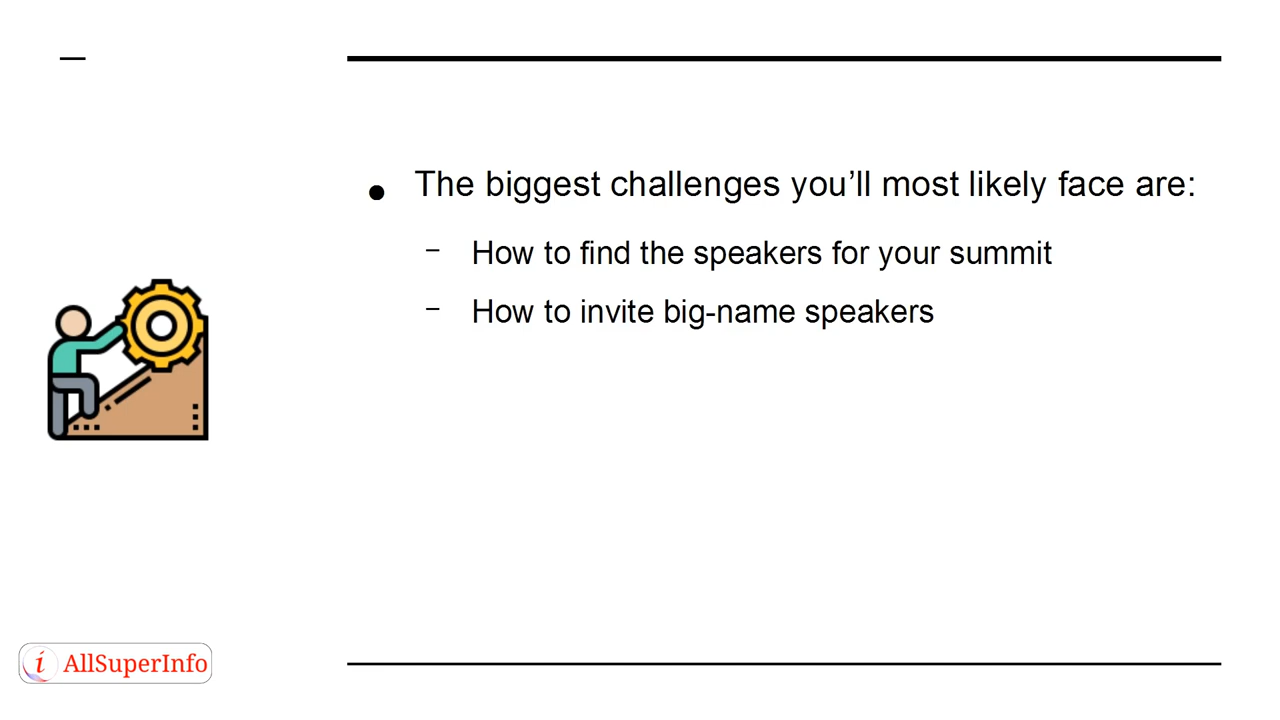 ● The biggest challenges you’ll most likely face are:
– How to find the speakers for your summit
– How to invite big-name speakers
i AllSuperInfo